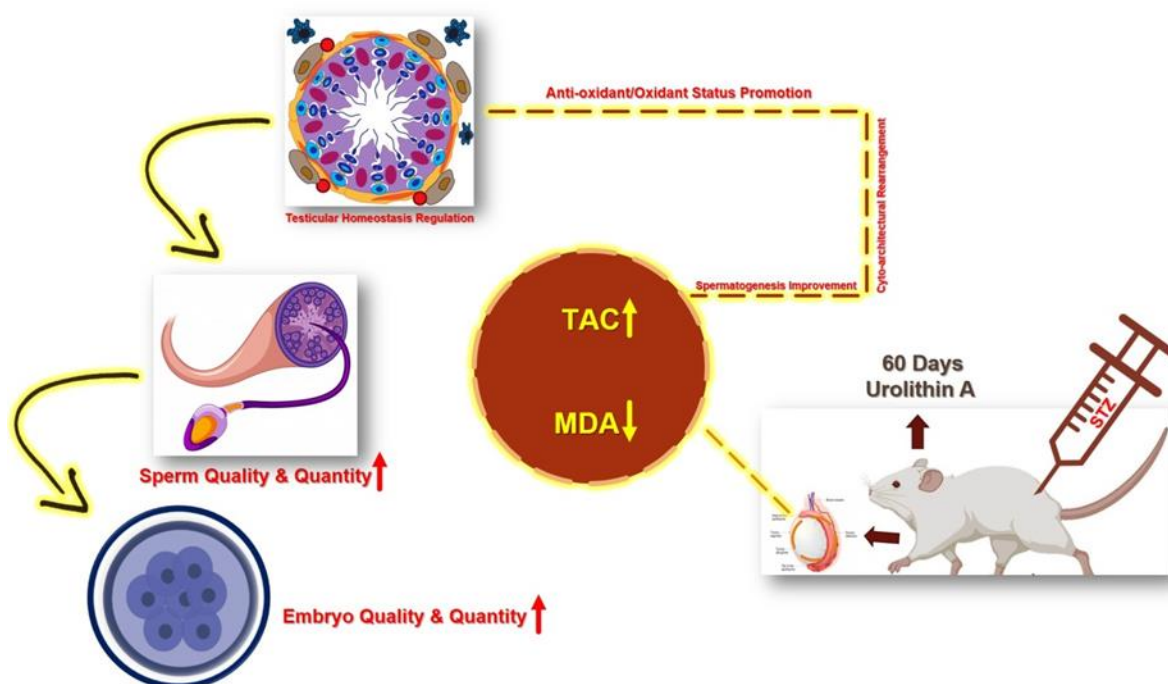 Anti-oxidant/Oxidant Status Promotion
Cyto-architectural Rearrangement
Spermatogenesis Improvement
Testicular Homeostasis Regulation
TAC
MDA
60 Days
Urolithin A
STZ
Sperm Quality & Quantity
Embryo Quality & Quantity